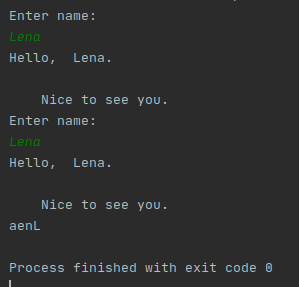 Enter name:
Lena
Hello,  Lena.
    Nice to see you.
Enter name:
Lena
Hello,  Lena.
    Nice to see you.
aenL
Process finished with exit code 0